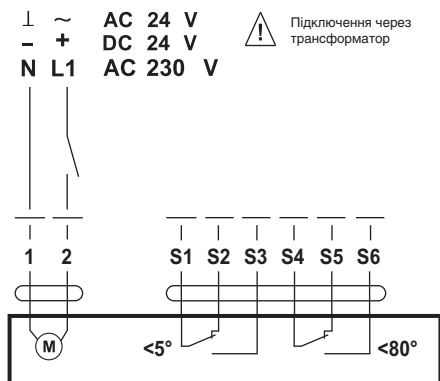 ⊥ ~ AC 24 V
– + DC 24 V
N L1 AC 230 V
! Підключення через
трансформатор
1 2 S1 S2 S3 S4 S5 S6
M <5° <80°